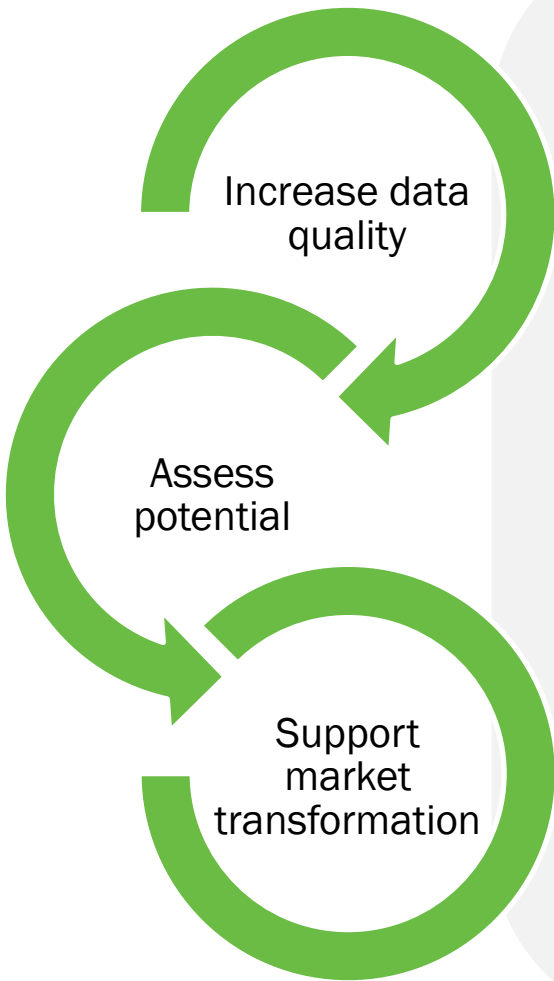 Increase data
quality
Assess
potential
Support
market
transformation